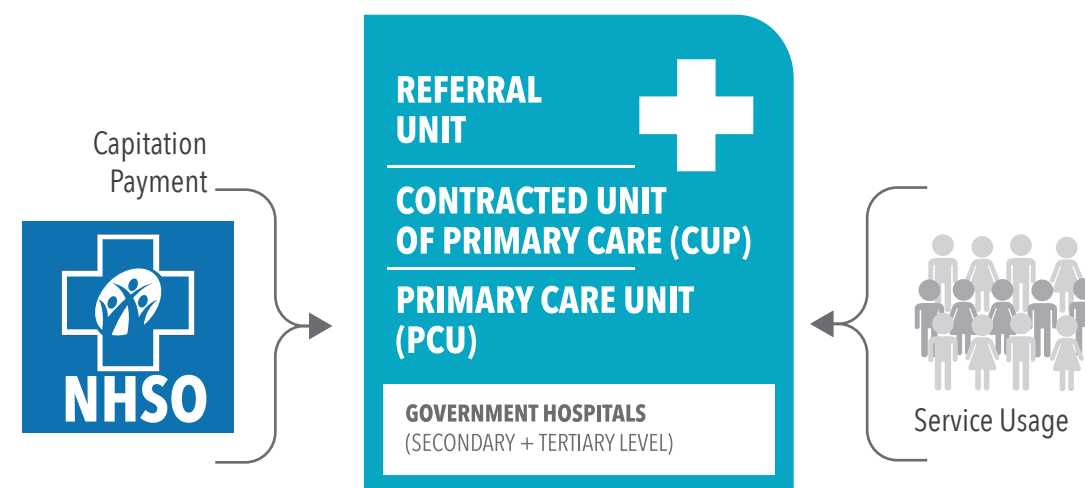 Capitation
Payment
NHSO
REFERRAL
UNIT
CONTRACTED UNIT
OF PRIMARY CARE (CUP)
PRIMARY CARE UNIT
(PCU)
GOVERNMENT HOSPITALS
(SECONDARY + TERTIARY LEVEL)
Service Usage